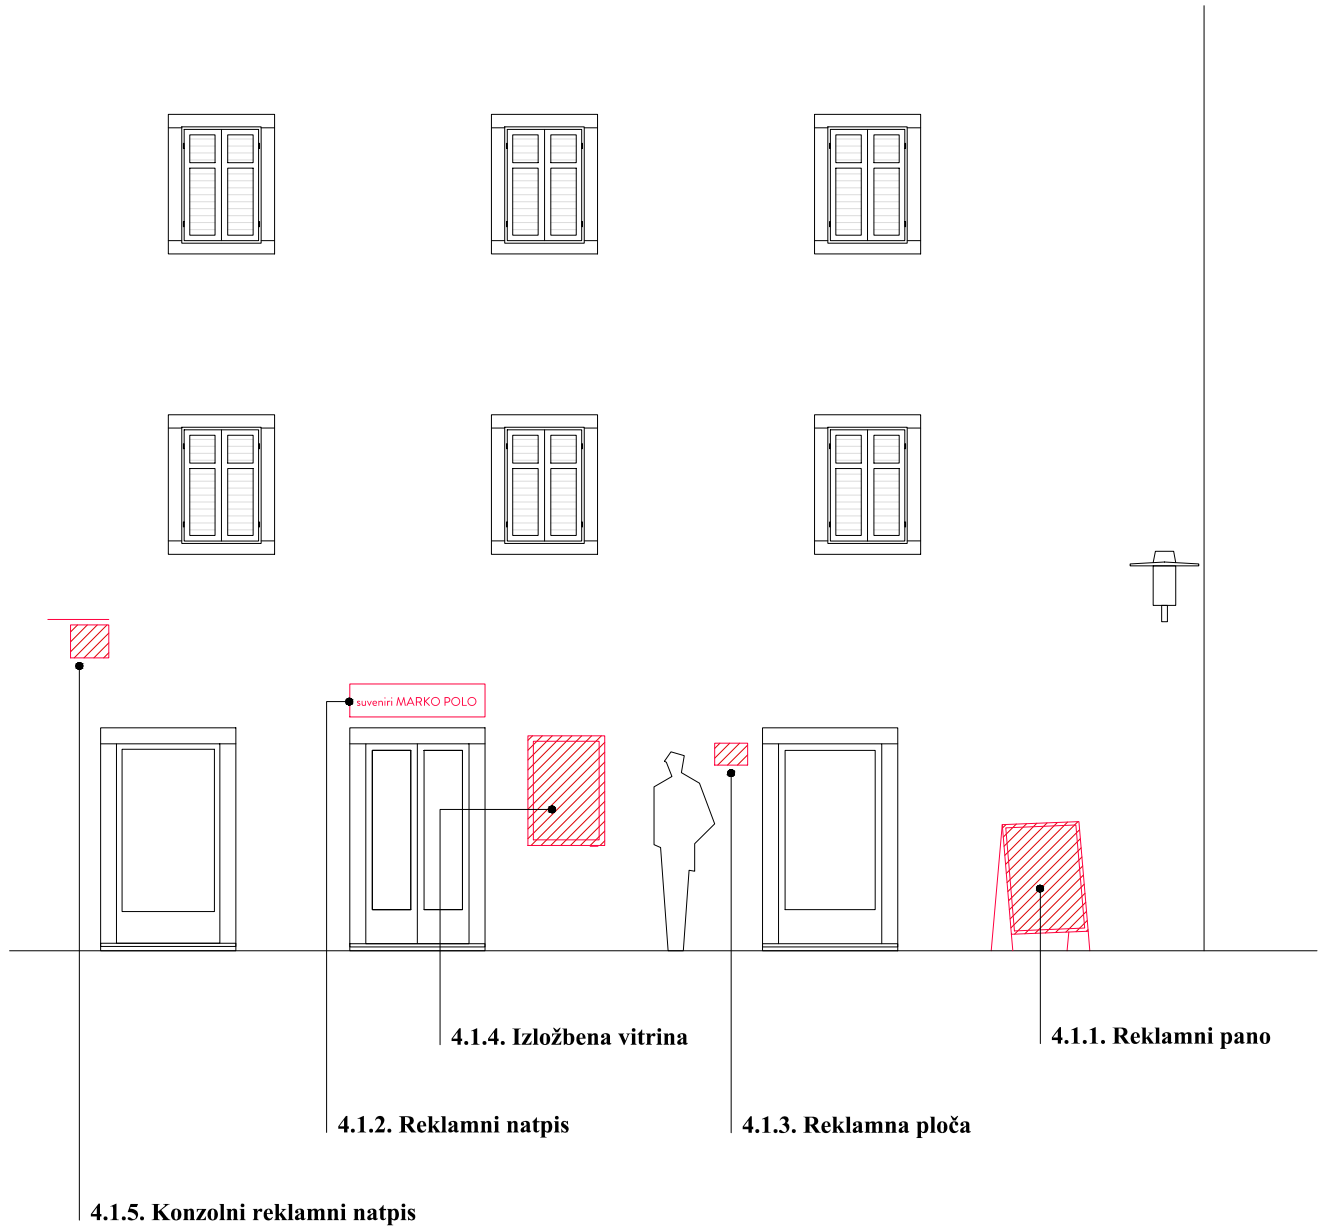 suveniri MARKO POLO
4.1.4. Izložbena vitrina
4.1.1. Reklamni pano
4.1.2. Reklamni natpis
4.1.3. Reklamna ploča
4.1.5. Konzolni reklamni natpis